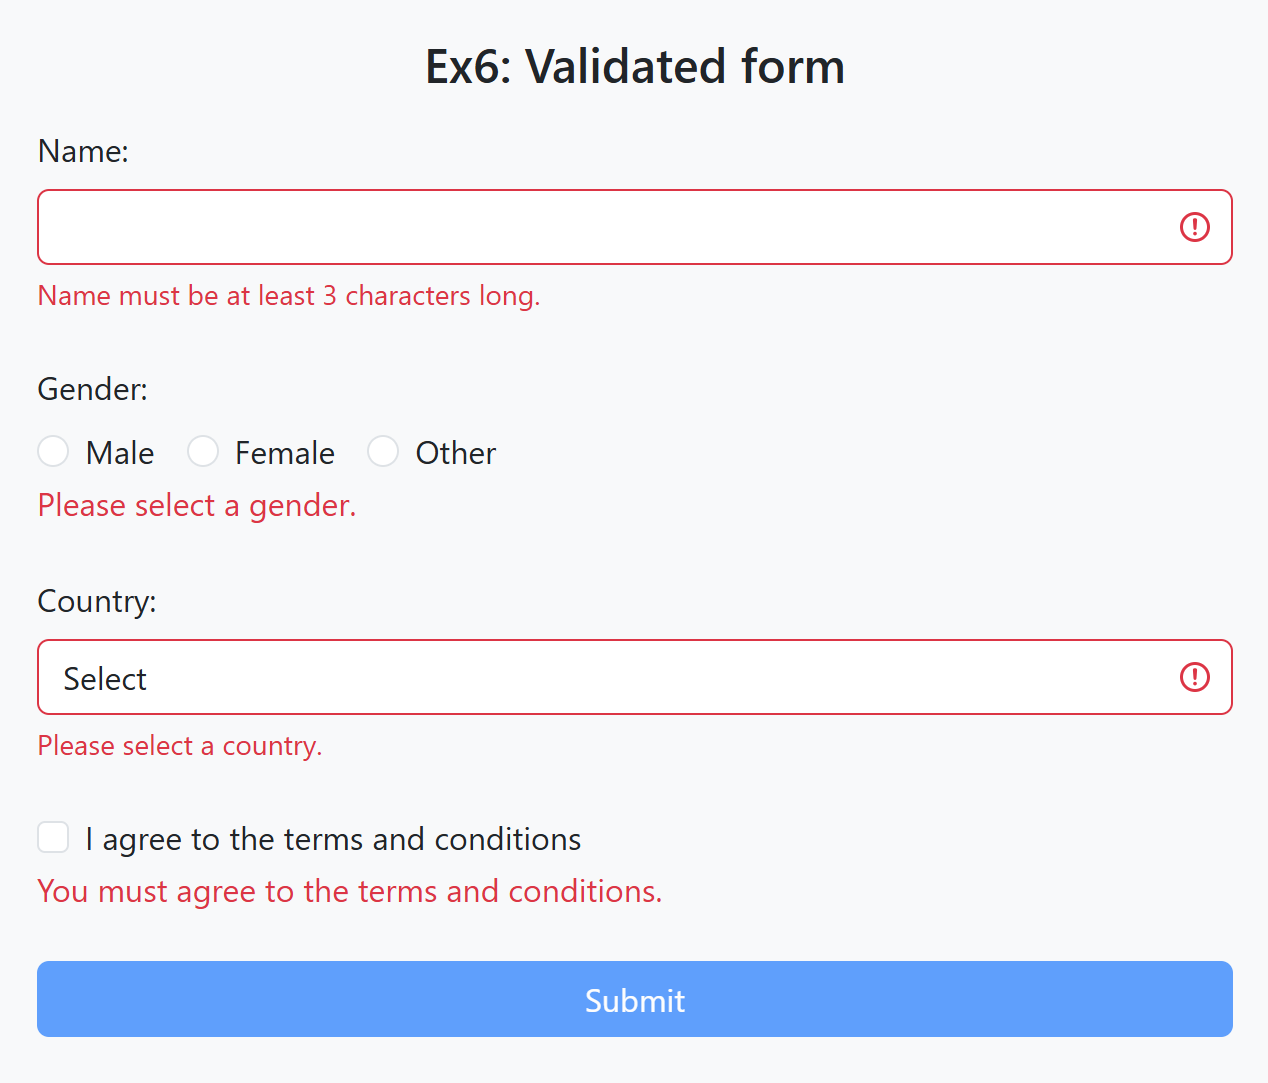 Ex6: Validated form
Name:
Name must be at least 3 characters long.
Gender:
Male Female Other
Please select a gender.
Country:
Select
Please select a country.
I agree to the terms and conditions
You must agree to the terms and conditions.
Submit